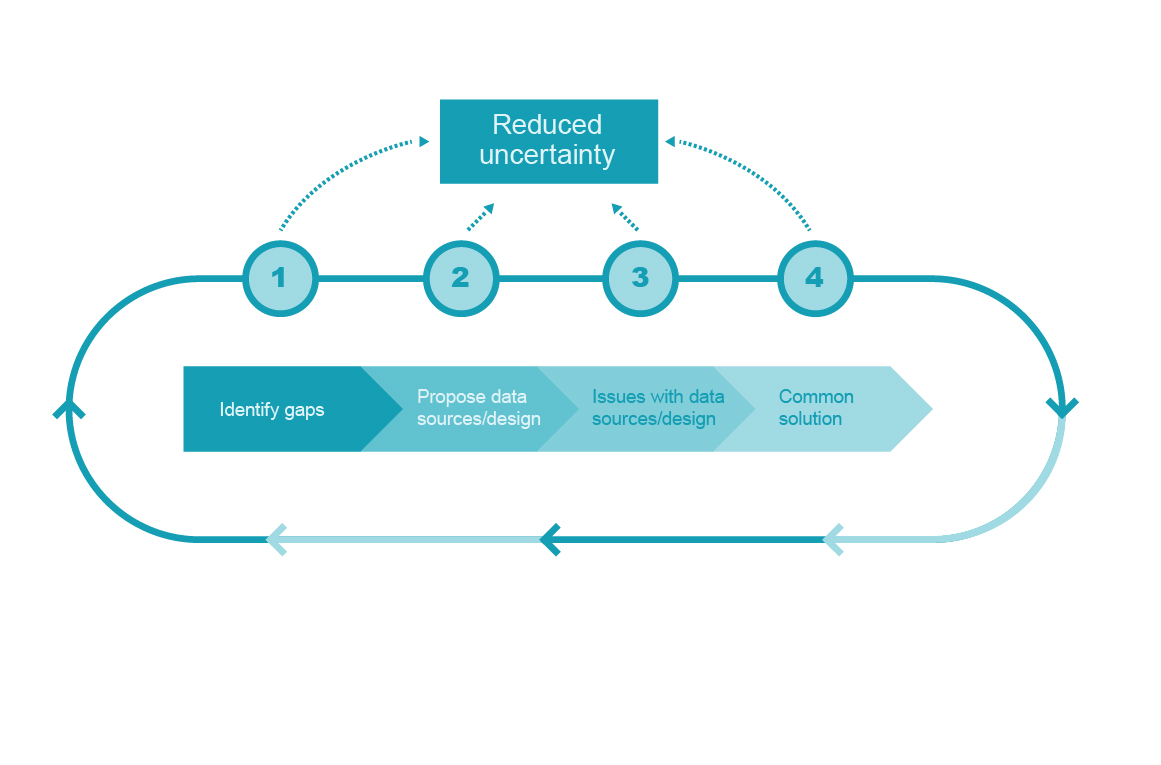 Reduced
uncertainty
1
2
3
4
Identify gaps
Propose data
sources/design
Issues with data
sources/design
Common
solution